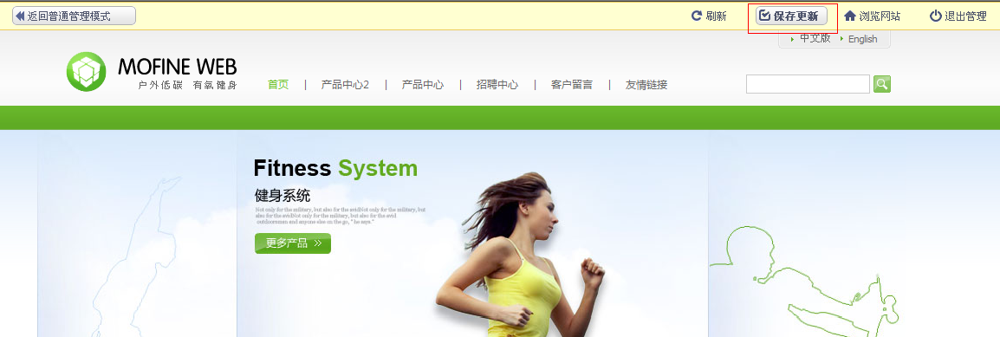 返回普通管理模式 刷新 保存更新 浏览网站 退出管理
中文版 English
MOFINE WEB
户外低碳 有氧健身
首页 | 产品中心2 | 产品中心 | 招聘中心 | 客户留言 | 友情链接
Fitness System
健身系统
Not only for the military, but also for the evidNot only for the military, but
also for the evidNot only for the military, but also for the evid
outdoorsman and anyone else on the go, " he says."
更多产品 »